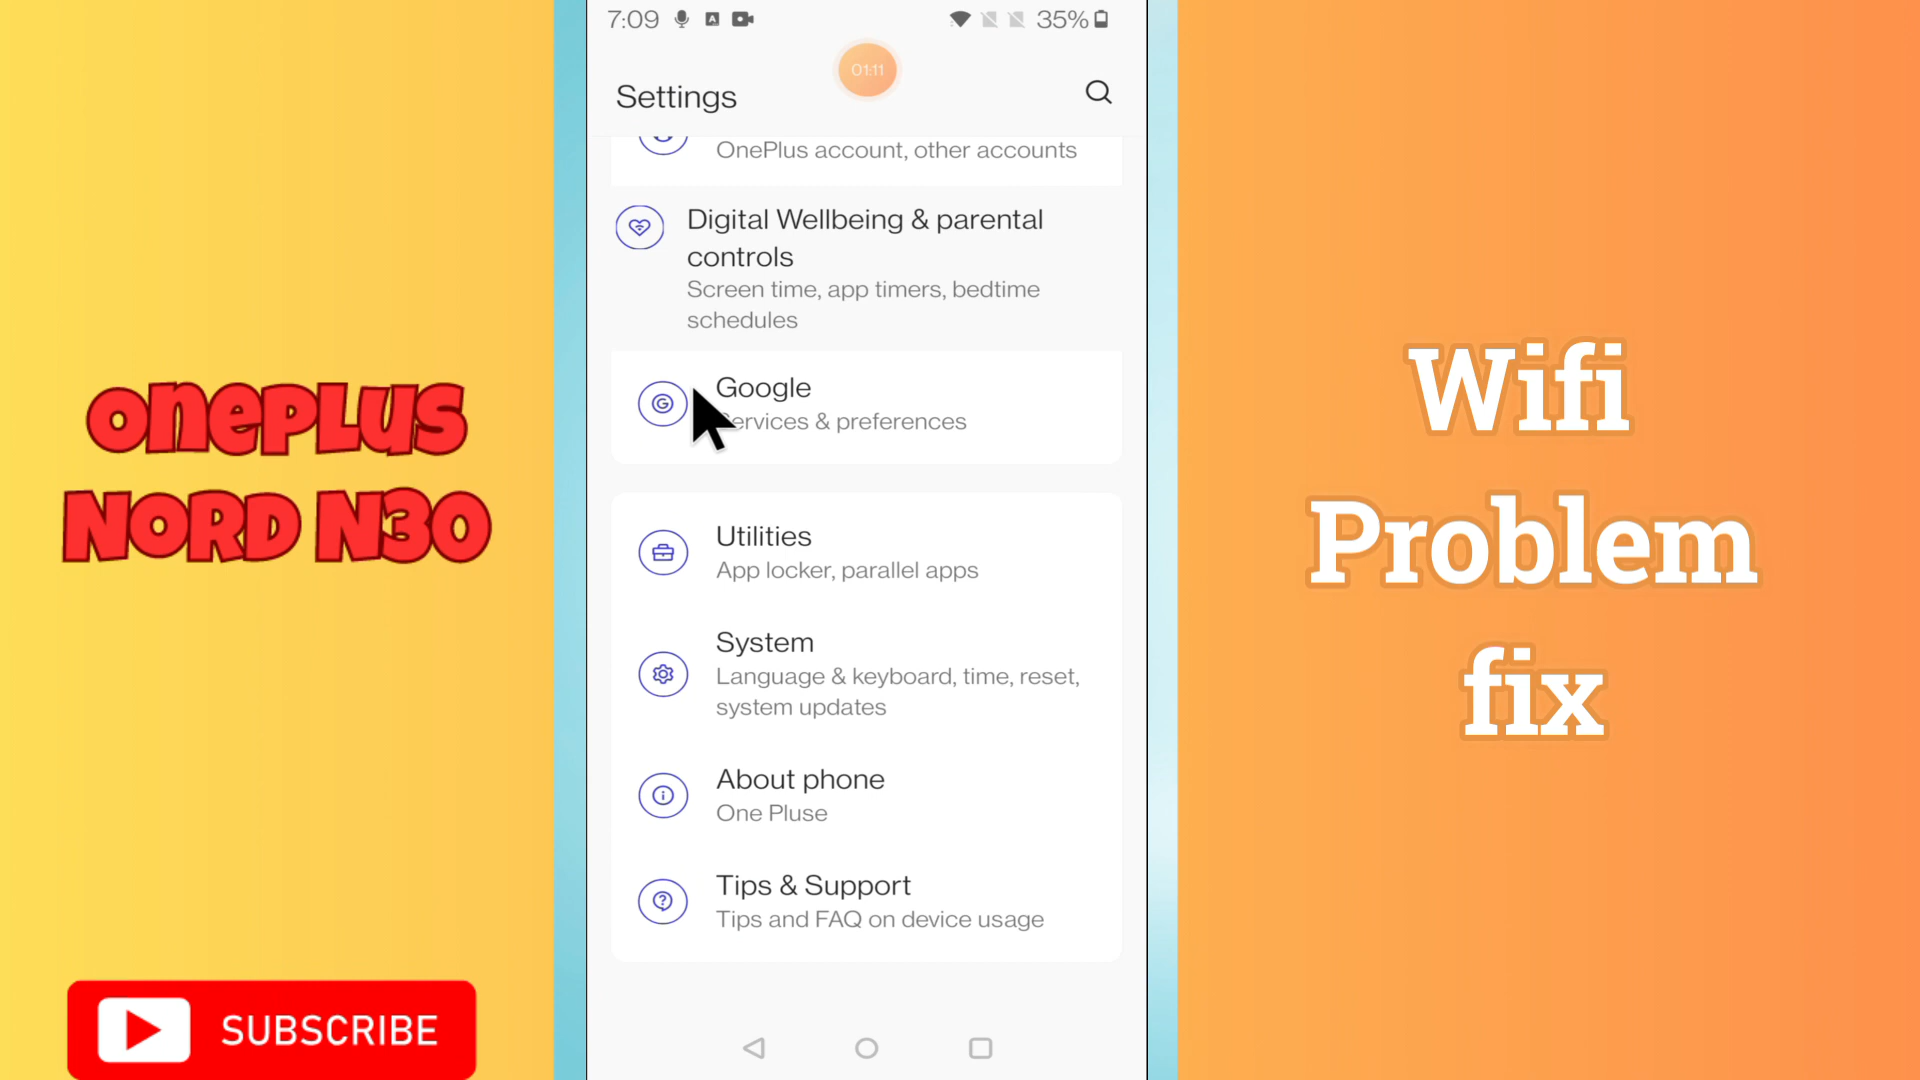 OnePlus
Nord N30
SUBSCRIBE
7:09
35%
01:11
Settings
OnePlus account, other accounts
Digital Wellbeing & parental
controls
Screen time, app timers, bedtime
schedules
Google
ervices & preferences
Utilities
App locker, parallel apps
System
Language & keyboard, time, reset,
system updates
About phone
One Pluse
Tips & Support
Tips and FAQ on device usage
Wifi
Problem
fix